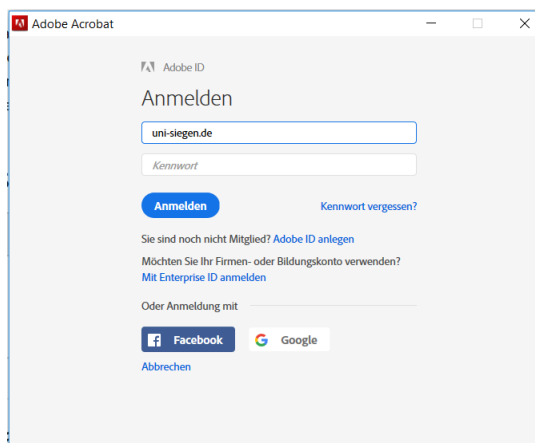 Adobe Acrobat
Adobe ID
Anmelden
uni-siegen.de
Kennwort
Anmelden
Kennwort vergessen?
Sie sind noch nicht Mitglied? Adobe ID anlegen
Möchten Sie Ihr Firmen- oder Bildungskonto verwenden?
Mit Enterprise ID anmelden
Oder Anmeldung mit
Facebook
Google
Abbrechen